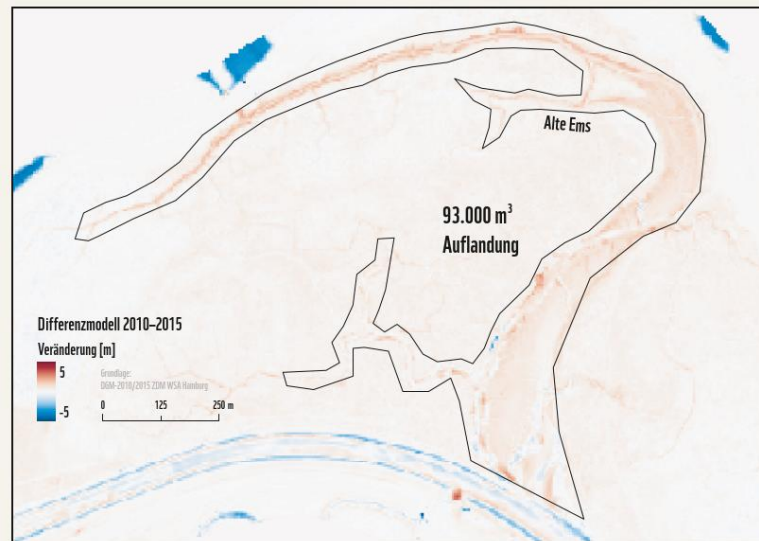 Alte Ems
93.000 m³
Auflandung
Differenzmodell 2010–2015
Veränderung [m]
5
-5
Grundlage:
DGM-2010/2015 ZDM WSA Hamburg
0 125 250 m